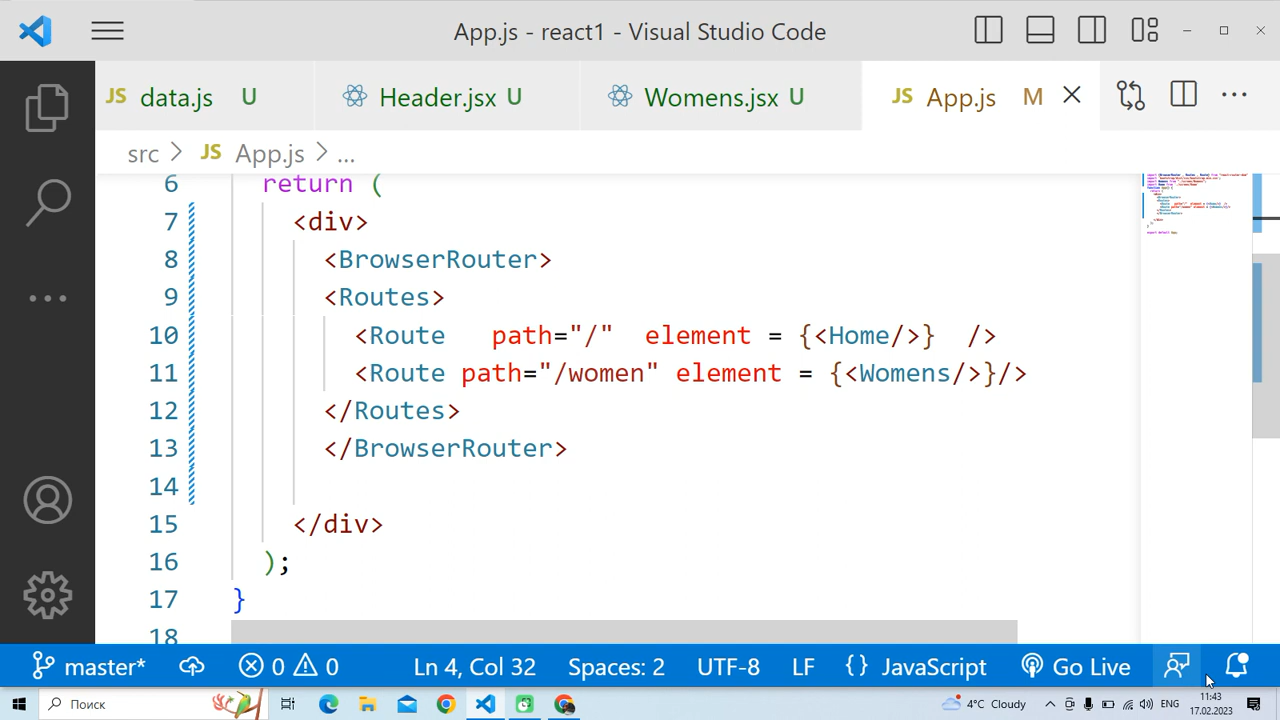 App.js - react1 - Visual Studio Code
JS data.js U
Header.jsx U
Womens.jsx U
JS App.js M
src > JS App.js > ...
6 return (
7 <div>
8 <BrowserRouter>
9 <Routes>
10 <Route   path="/"  element = {<Home/>}  />
11 <Route path="/women" element = {<Womens/>}/>
12 </Routes>
13 </BrowserRouter>
14
15 </div>
16 );
17 }
18
master* 0 0 Ln 4, Col 32 Spaces: 2 UTF-8 LF {} JavaScript Go Live
Поиск 4°C Cloudy ENG 11:43
17.02.2023